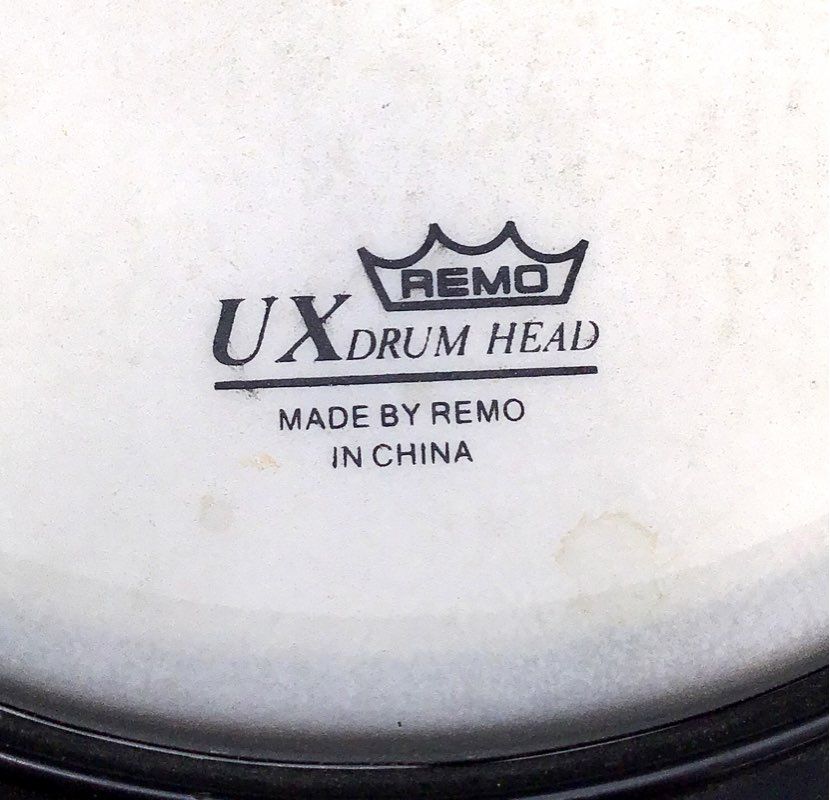 REMO
UX DRUM HEAD
MADE BY REMO
IN CHINA